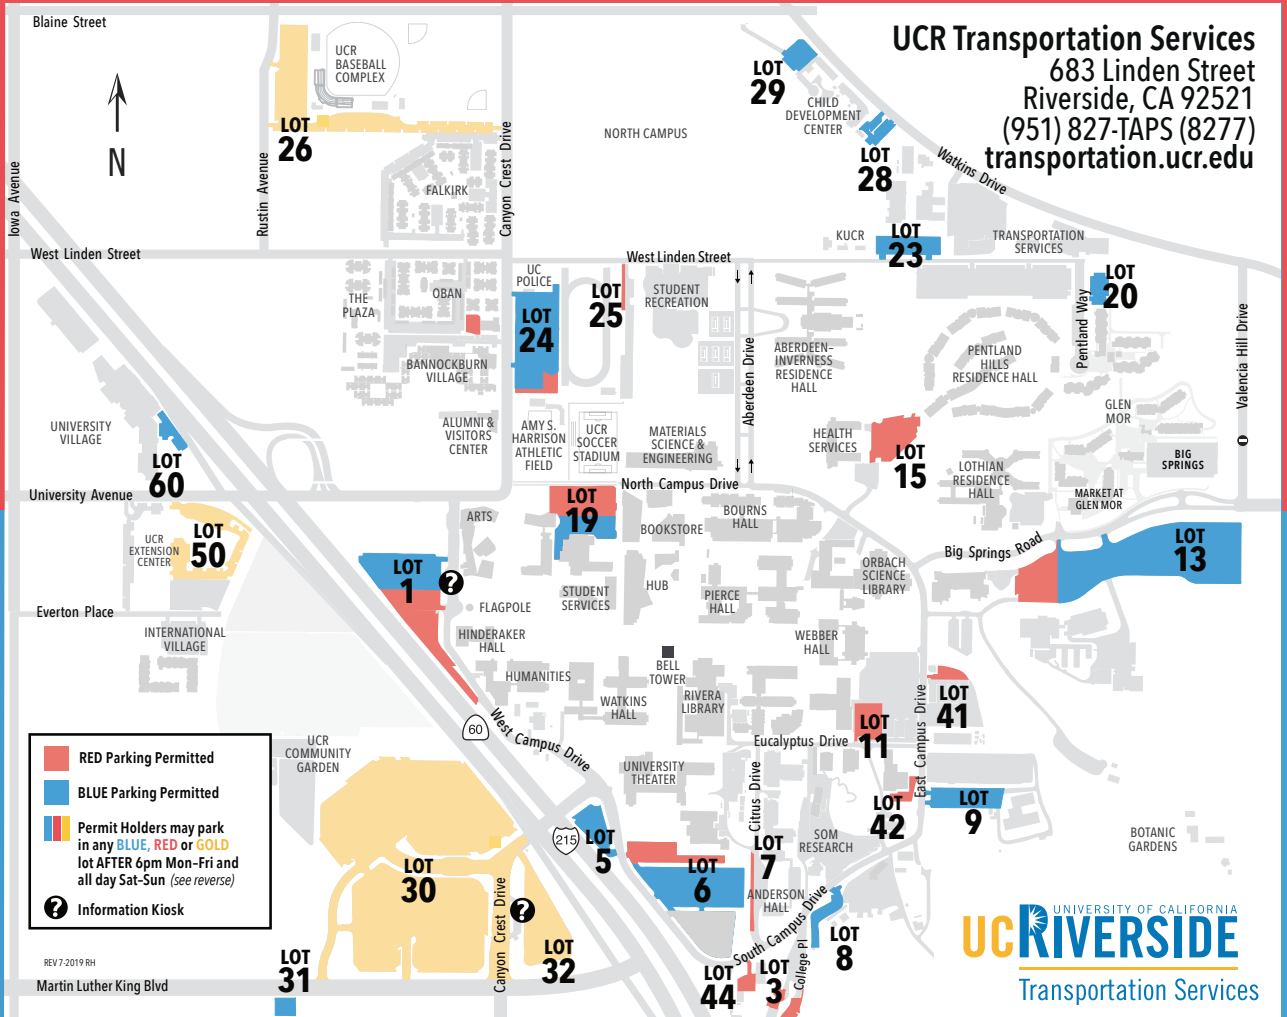 Blaine Street
UCR Transportation Services
683 Linden Street
Riverside, CA 92521
(951) 827-TAPS (8277)
transportation.ucr.edu
UCR
BASEBALL
COMPLEX
LOT
29
CHILD
DEVELOPMENT
CENTER
LOT
26
NORTH CAMPUS
LOT
28
Watkins Drive
N
Iowa Avenue
Rustin Avenue
Canyon Crest Drive
FALKIRK
West Linden Street
KUCR
LOT
23
TRANSPORTATION
SERVICES
West Linden Street
UC
POLICE
LOT
20
THE
PLAZA
OBAN
LOT
24
LOT
25
STUDENT
RECREATION
Aberdeen Drive
Pentland Way
Valencia Hill Drive
BANNOCKBURN
VILLAGE
ABERDEEN–
INVERNESS
RESIDENCE
HALL
PENTLAND
HILLS
RESIDENCE HALL
GLEN
MOR
UNIVERSITY
VILLAGE
ALUMNI &
VISITORS
CENTER
AMY S.
HARRISON
ATHLETIC
FIELD
UCR
SOCCER
STADIUM
MATERIALS
SCIENCE &
ENGINEERING
HEALTH
SERVICES
LOT
15
LOTHIAN
RESIDENCE
HALL
BIG
SPRINGS
MARKET AT
GLEN MOR
LOT
60
University Avenue
North Campus Drive
LOT
19
ARTS
BOOKSTORE
BOURNS
HALL
UCR
EXTENSION
CENTER
LOT
50
Big Springs Road
LOT
13
LOT
1
?
ORBACH
SCIENCE
LIBRARY
STUDENT
SERVICES
HUB
PIERCE
HALL
FLAGPOLE
Everton Place
INTERNATIONAL
VILLAGE
HINDERAKER
HALL
WEBBER
HALL
BELL
TOWER
HUMANITIES
WATKINS
HALL
RIVERA
LIBRARY
LOT
41
East Campus Drive
60
West Campus Drive
LOT
11
Eucalyptus Drive
UCR
COMMUNITY
GARDEN
UNIVERSITY
THEATER
Citrus Drive
RED Parking Permitted
BLUE Parking Permitted
Permit Holders may park
in any BLUE, RED or GOLD
lot AFTER 6pm Mon–Fri and
all day Sat–Sun (see reverse)
? Information Kiosk
LOT
42
LOT
9
215
LOT
5
SOM
RESEARCH
BOTANIC
GARDENS
LOT
30
LOT
6
LOT
7
ANDERSON
HALL
Canyon Crest Drive
?
LOT
32
South Campus Drive
LOT
8
College Pl
REV 7-2019 RH
Martin Luther King Blvd
LOT
31
LOT
44
LOT
3
UNIVERSITY OF CALIFORNIA
UC RIVERSIDE
Transportation Services